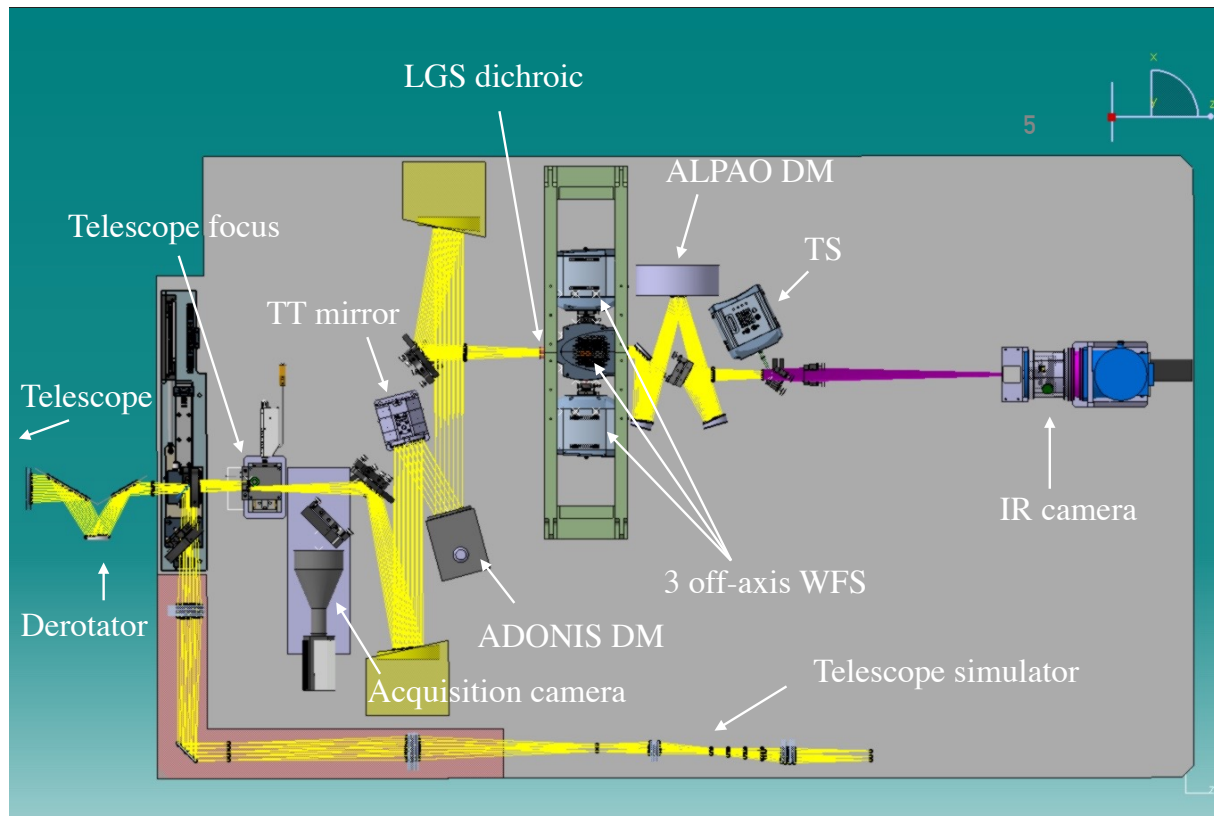 LGS dichroic
x
y
z
5
ALPAO DM
Telescope focus
TS
TT mirror
Telescope
IR camera
3 off-axis WFS
Derotator
ADONIS DM
Telescope simulator
Acquisition camera
z